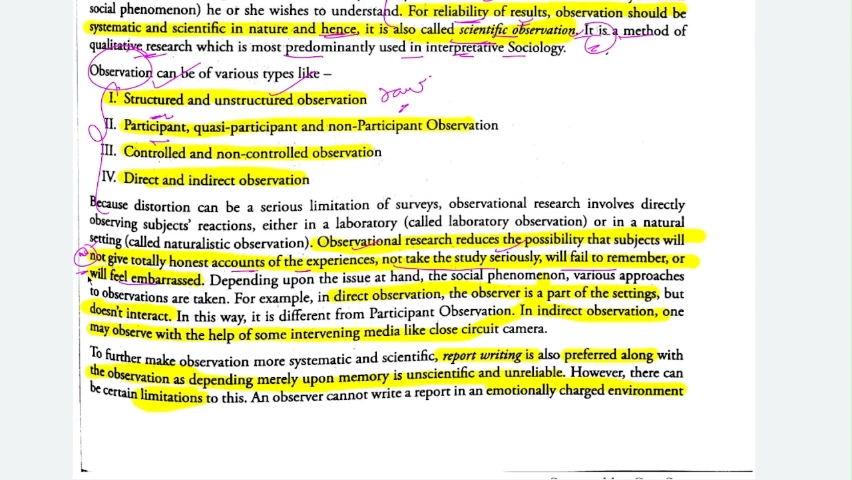 social phenomenon) he or she wishes to understand. For reliability of results, observation should be
systematic and scientific in nature and hence, it is also called scientific observation. It is a method of
qualitative research which is most predominantly used in interpretative Sociology.
Observation can be of various types like –
I. Structured and unstructured observation
II. Participant, quasi-participant and non-Participant Observation
III. Controlled and non-controlled observation
IV. Direct and indirect observation
Because distortion can be a serious limitation of surveys, observational research involves directly
observing subjects' reactions, either in a laboratory (called laboratory observation) or in a natural
setting (called naturalistic observation). Observational research reduces the possibility that subjects will
not give totally honest accounts of the experiences, not take the study seriously, will fail to remember, or
will feel embarrassed. Depending upon the issue at hand, the social phenomenon, various approaches
to observations are taken. For example, in direct observation, the observer is a part of the settings, but
doesn't interact. In this way, it is different from Participant Observation. In indirect observation, one
may observe with the help of some intervening media like close circuit camera.
To further make observation more systematic and scientific, report writing is also preferred along with
the observation as depending merely upon memory is unscientific and unreliable. However, there can
be certain limitations to this. An observer cannot write a report in an emotionally charged environment